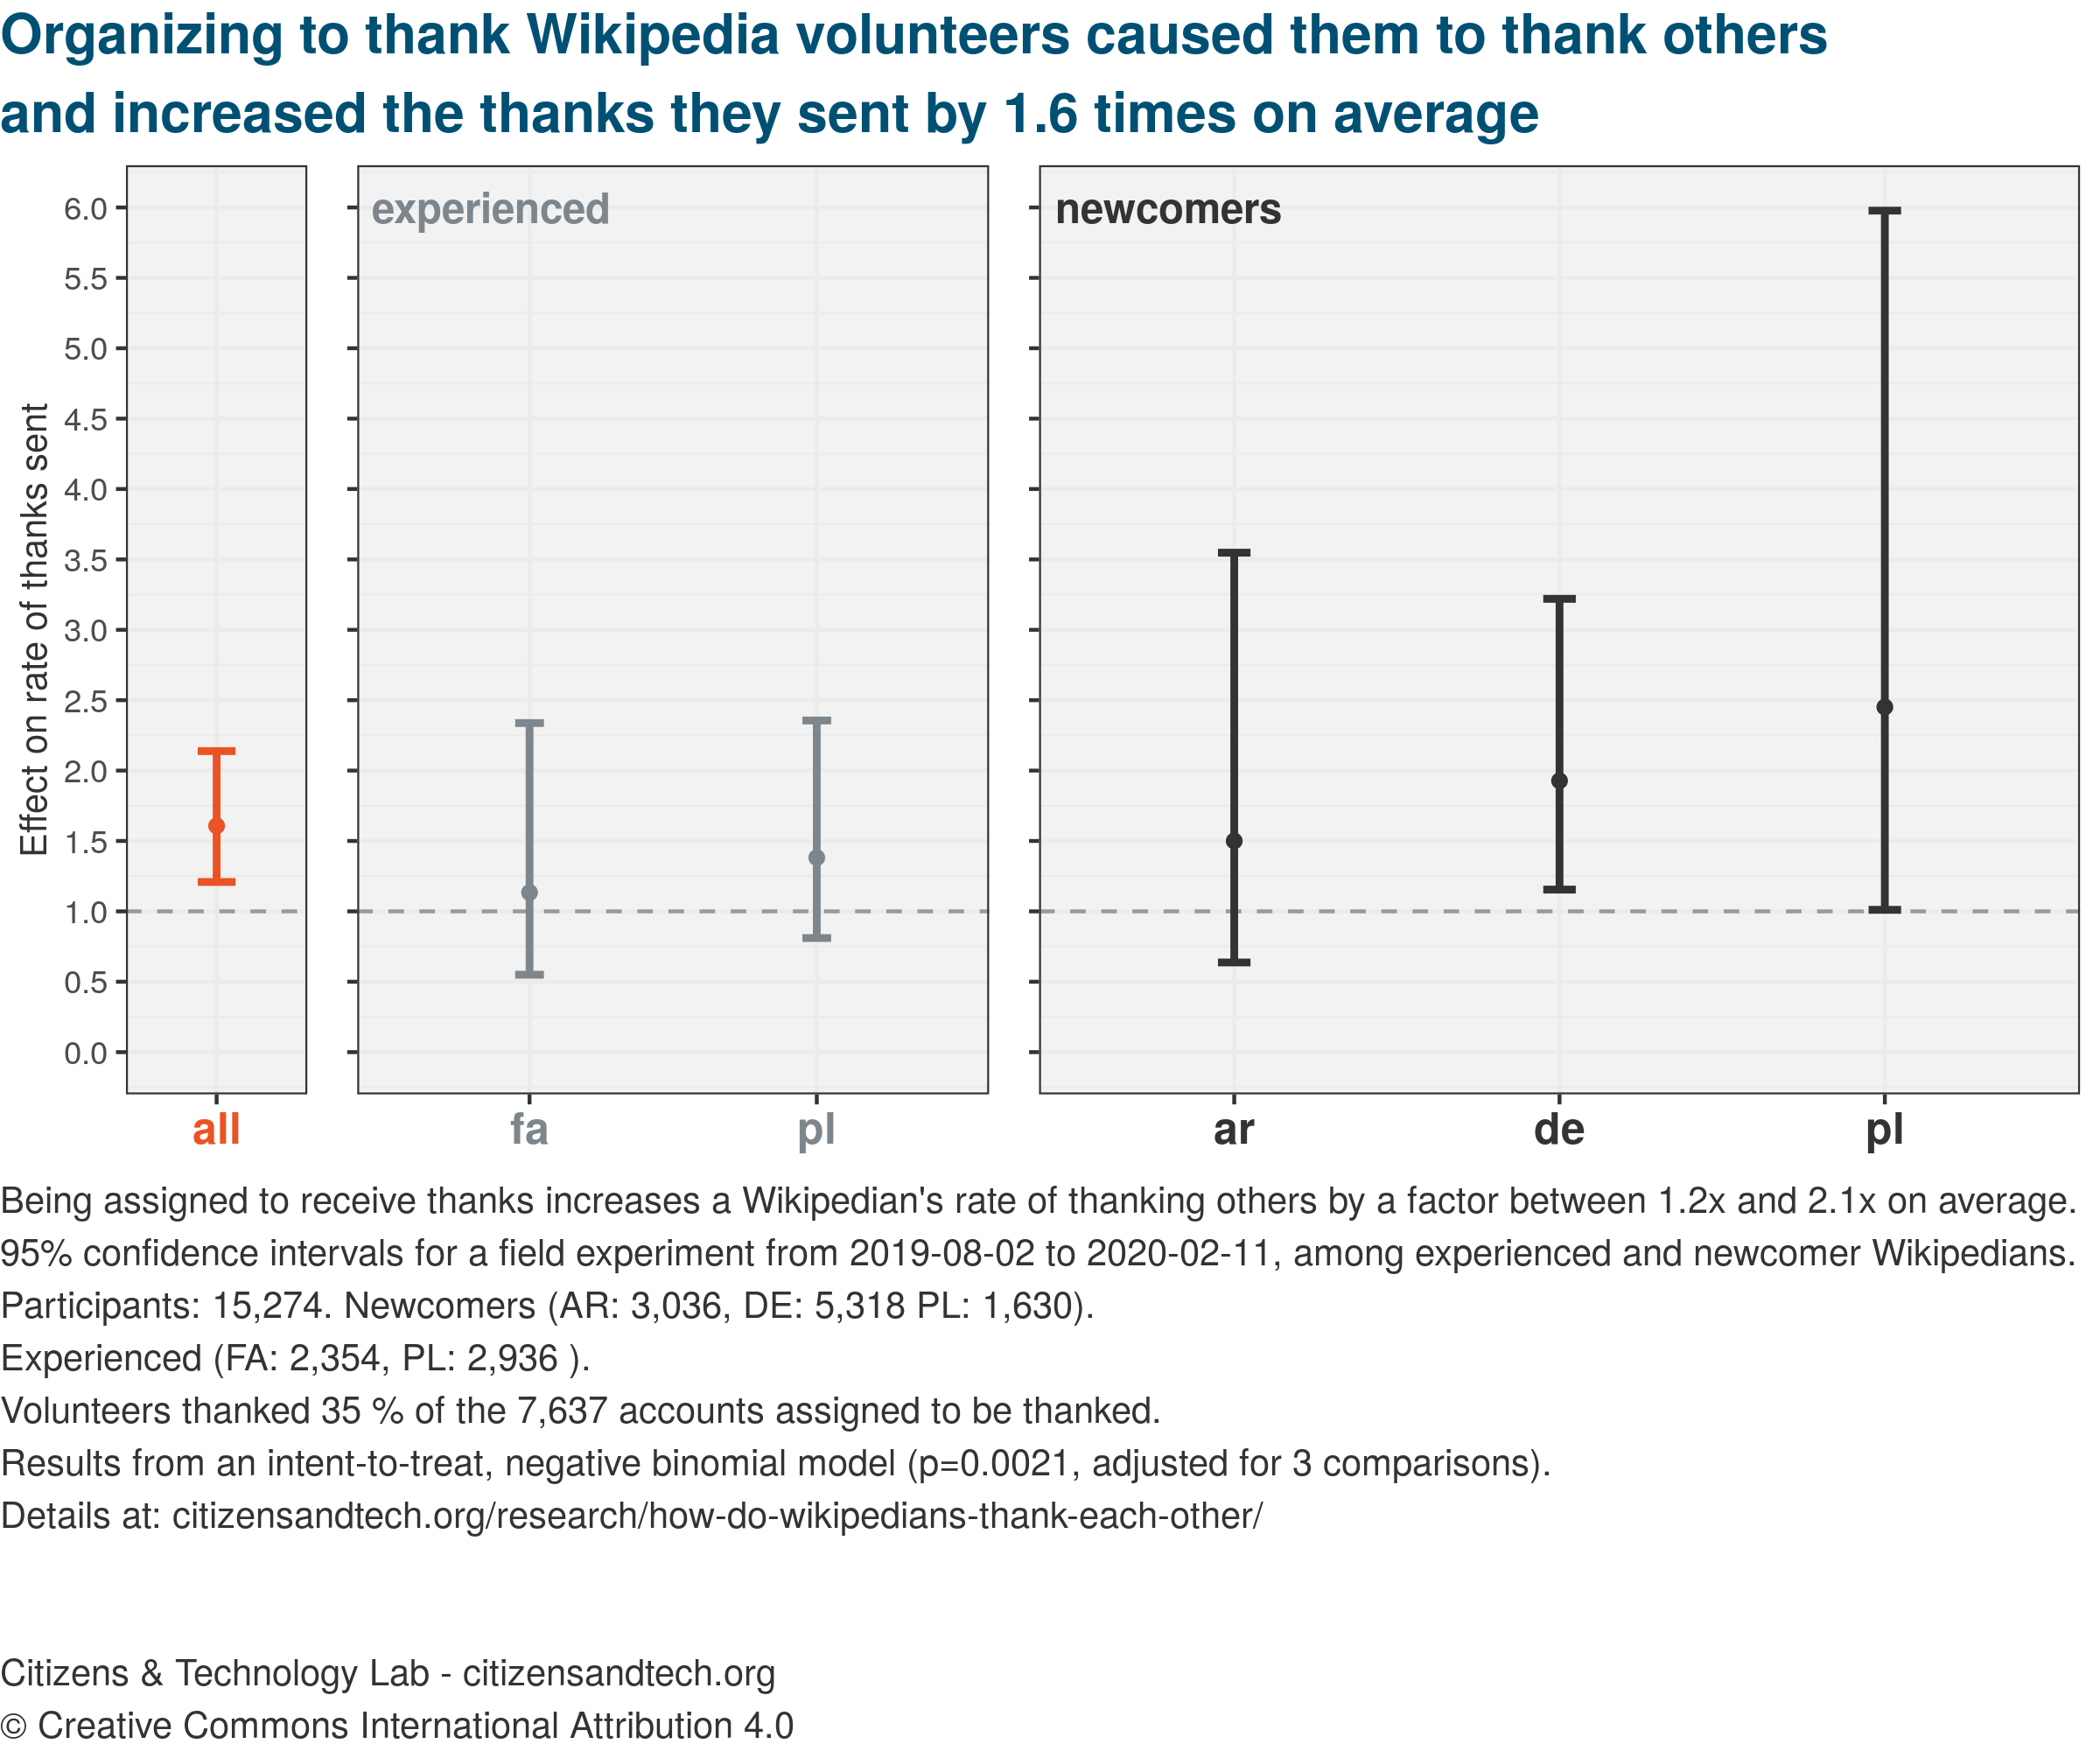 Organizing to thank Wikipedia volunteers caused them to thank others
and increased the thanks they sent by 1.6 times on average
Effect on rate of thanks sent
6.0
5.5
5.0
4.5
4.0
3.5
3.0
2.5
2.0
1.5
1.0
0.5
0.0
experienced
newcomers
all
fa
pl
ar
de
pl
Being assigned to receive thanks increases a Wikipedian's rate of thanking others by a factor between 1.2x and 2.1x on average.
95% confidence intervals for a field experiment from 2019-08-02 to 2020-02-11, among experienced and newcomer Wikipedians.
Participants: 15,274. Newcomers (AR: 3,036, DE: 5,318 PL: 1,630).
Experienced (FA: 2,354, PL: 2,936 ).
Volunteers thanked 35 % of the 7,637 accounts assigned to be thanked.
Results from an intent-to-treat, negative binomial model (p=0.0021, adjusted for 3 comparisons).
Details at: citizensandtech.org/research/how-do-wikipedians-thank-each-other/
Citizens & Technology Lab - citizensandtech.org
© Creative Commons International Attribution 4.0